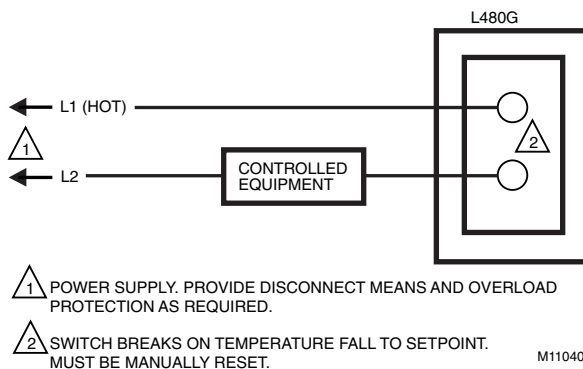 L480G
L1 (HOT)
1
2
L2
CONTROLLED
EQUIPMENT
1 POWER SUPPLY. PROVIDE DISCONNECT MEANS AND OVERLOAD
PROTECTION AS REQUIRED.
2 SWITCH BREAKS ON TEMPERATURE FALL TO SETPOINT.
MUST BE MANUALLY RESET.
M11040